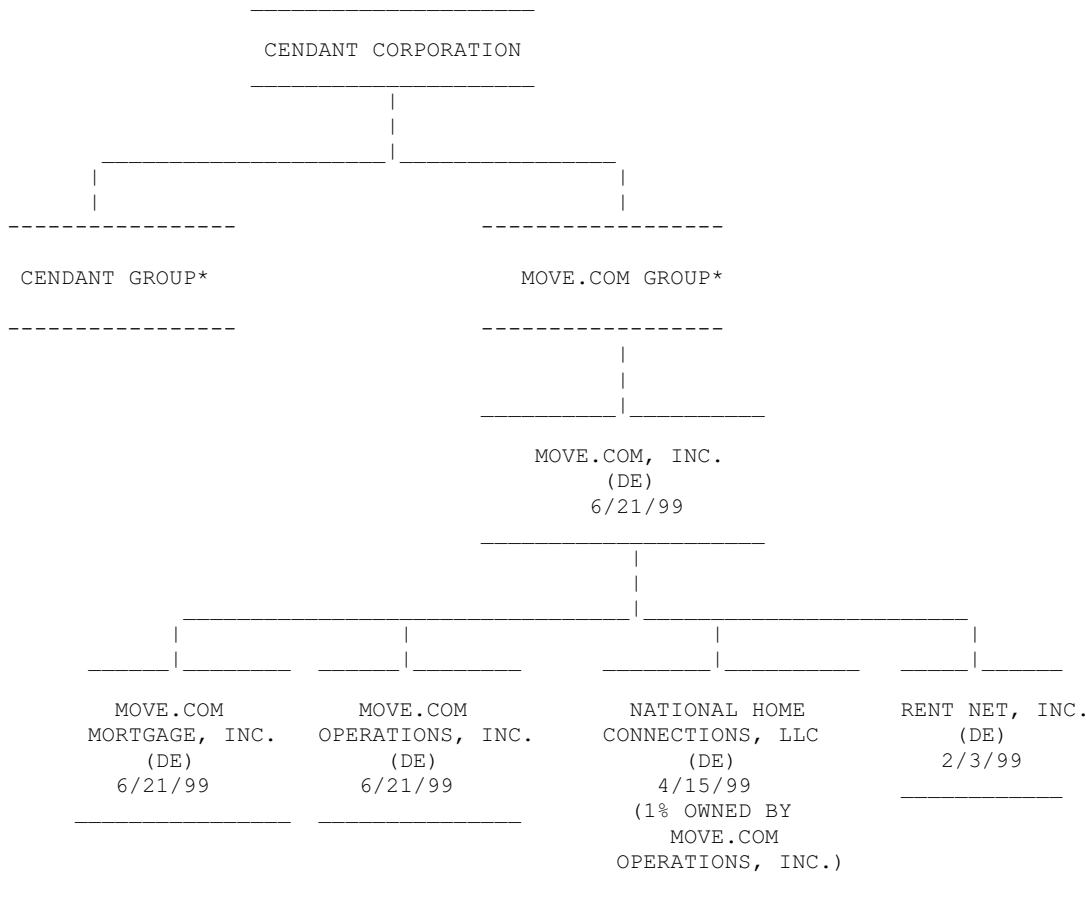 CENDANT CORPORATION
CENDANT GROUP* MOVE.COM GROUP*
MOVE.COM, INC.
(DE)
6/21/99
MOVE.COM MOVE.COM NATIONAL HOME RENT NET, INC.
MORTGAGE, INC. OPERATIONS, INC. CONNECTIONS, LLC (DE)
(DE) (DE) (DE) 2/3/99
6/21/99 6/21/99 4/15/99
(1% OWNED BY
MOVE.COM
OPERATIONS, INC.)